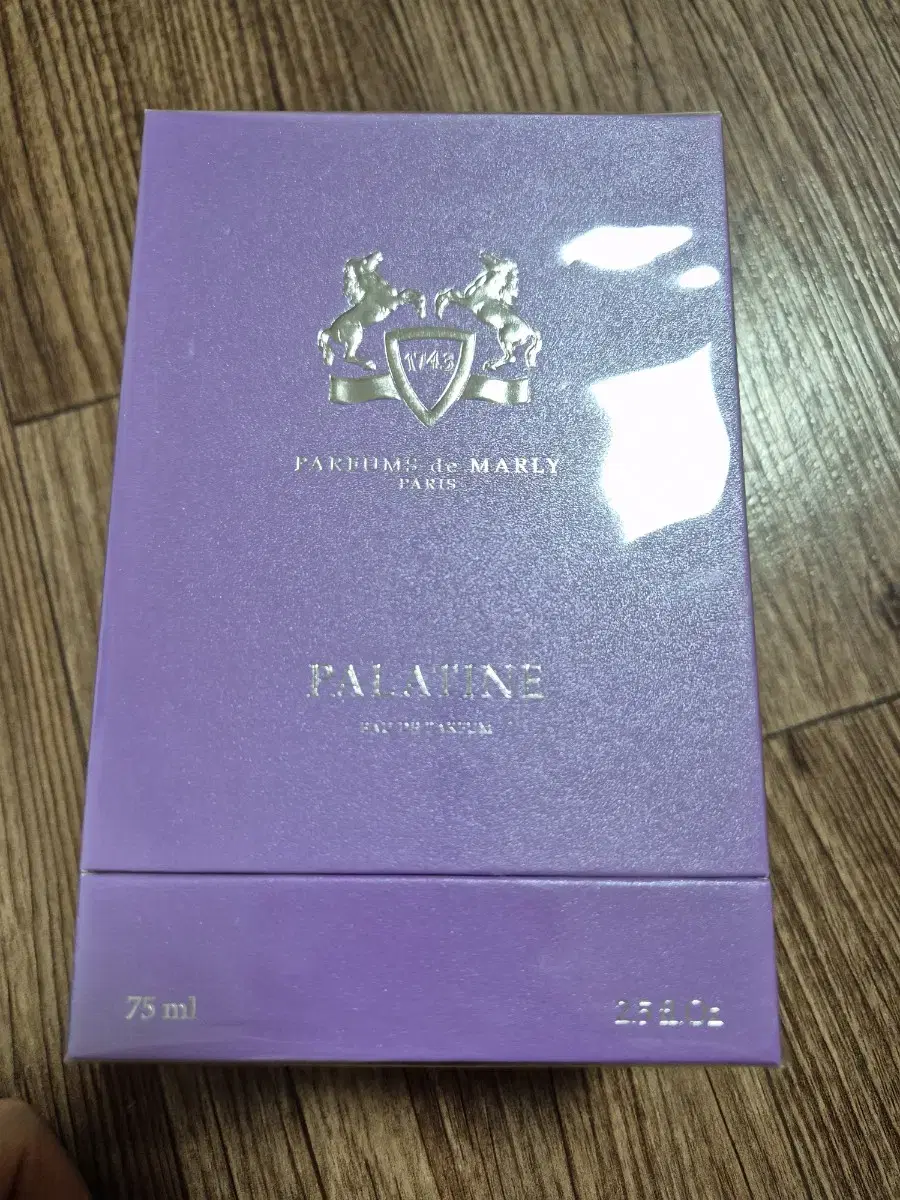 1743
PARFUMS de MARLY
PARIS
PALATINE
EAU DE PARFUM
75 ml
2.5 fl.Oz